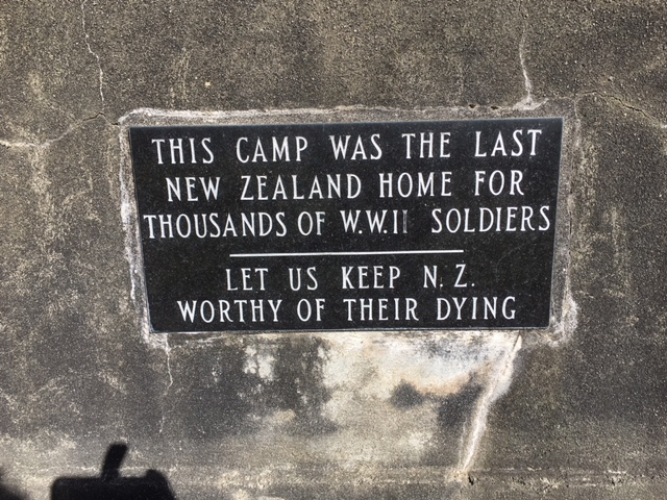 THIS CAMP WAS THE LAST
NEW ZEALAND HOME FOR
THOUSANDS OF W.W.II SOLDIERS
LET US KEEP N.Z.
WORTHY OF THEIR DYING